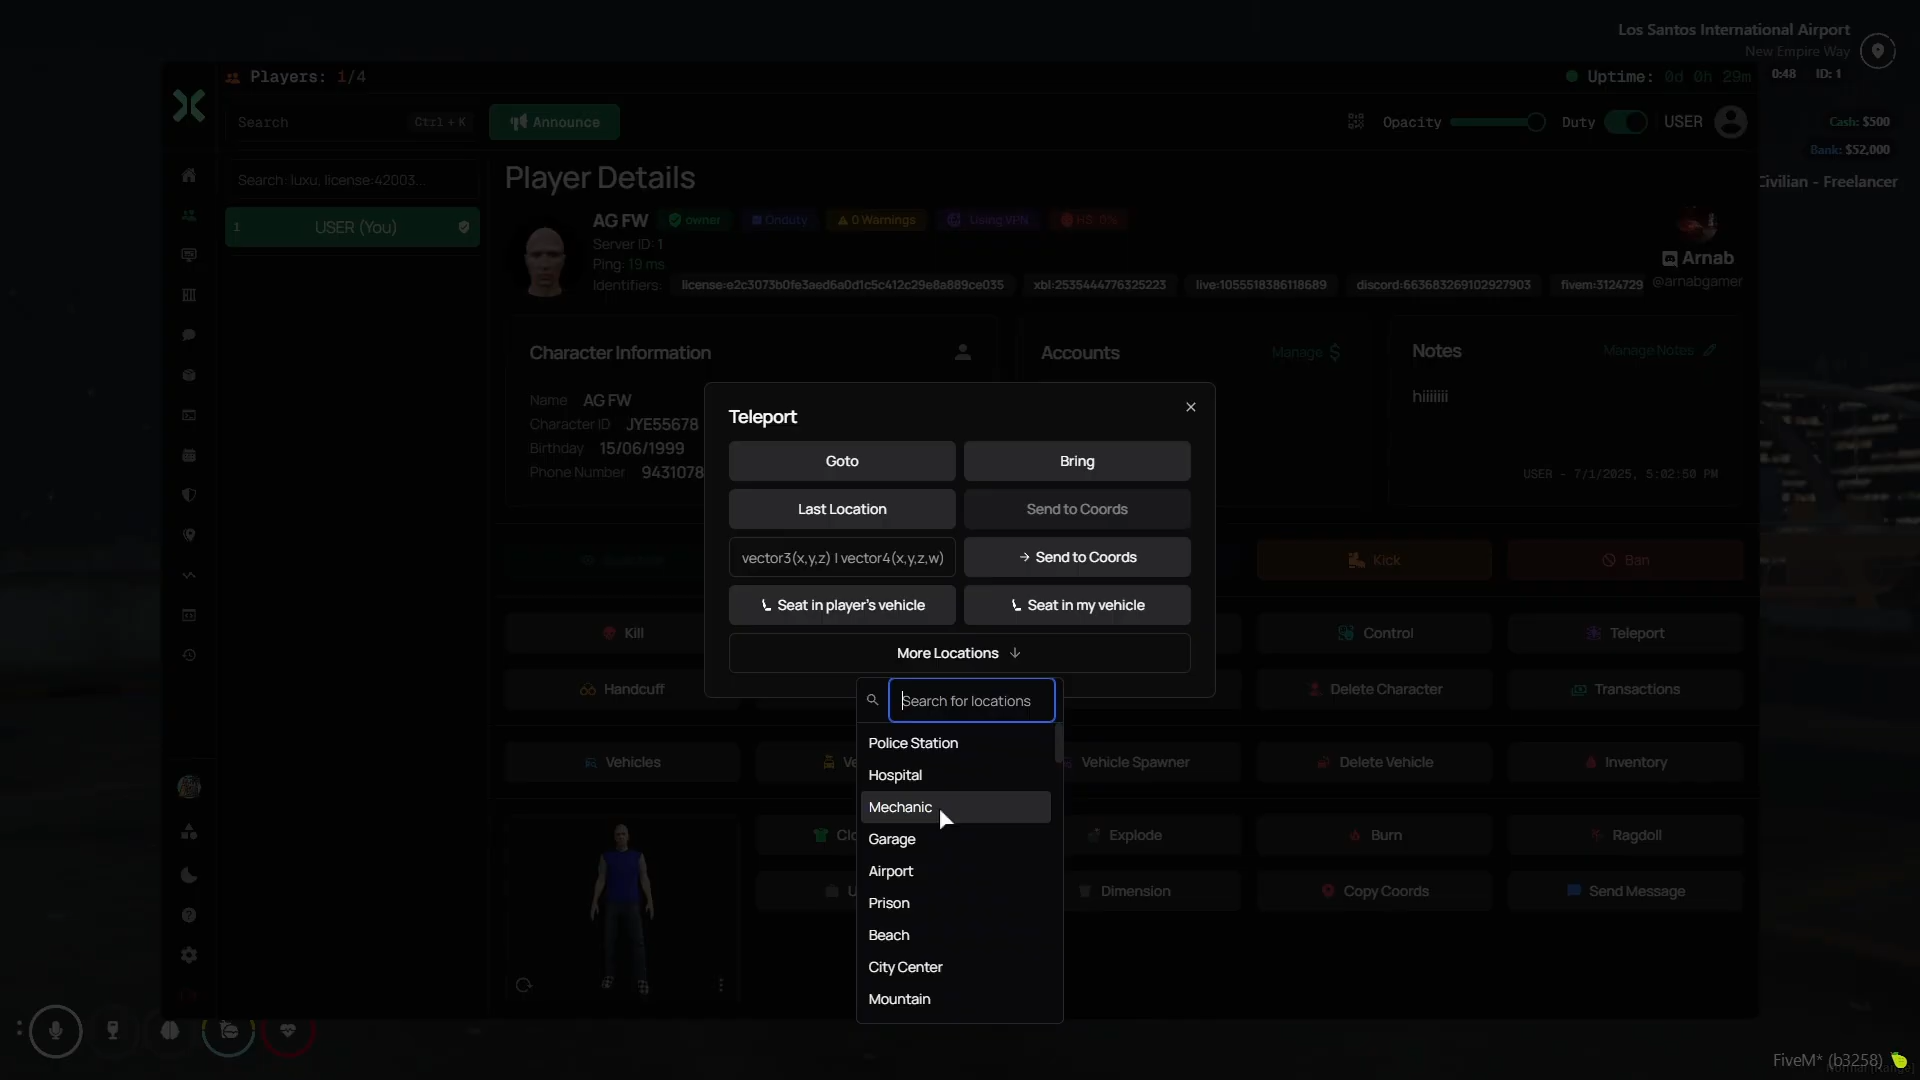 Los Santos International Airport
New Empire Way
0:48 ID: 1
Players: 1/4
Uptime: 0d 0h 29m
Search Ctrl + K
Announce
Opacity
Duty
USER
Cash: $500
Bank: $52,000
Civilian - Freelancer
Search: luxu, license:42003...
1 USER (You)
Player Details
AG FW owner Onduty 0 Warnings Using VPN HS: 0%
Server ID: 1
Ping: 19 ms
Identifiers: license:e2c3073b0fe3aed6a0d1c5c412c29e8a889ce035 xbl:2535444776325223 live:1055518386118689 discord:663683269102927903 fivem:3124729
Arnab
@arnabgamer
Character Information
Name AG FW
Character ID JYE55678
Birthday 15/06/1999
Phone Number 9431078
Accounts
Manage $
Notes
Manage Notes
hiiiiiii
USER - 7/1/2025, 5:02:50 PM
Teleport
Goto
Bring
Last Location
Send to Coords
vector3(x,y,z) | vector4(x,y,z,w)
Send to Coords
Seat in player's vehicle
Seat in my vehicle
More Locations
Search for locations
Police Station
Hospital
Mechanic
Garage
Airport
Prison
Beach
City Center
Mountain
Kick
Ban
Kill
Control
Teleport
Handcuff
Delete Character
Transactions
Vehicles
Vehicle Spawner
Delete Vehicle
Inventory
Explode
Burn
Ragdoll
Dimension
Copy Coords
Send Message
FiveM* (b3258)